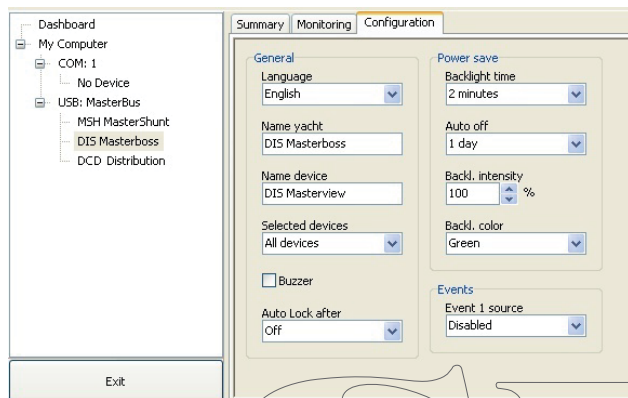 Dashboard
My Computer
COM: 1
No Device
USB: MasterBus
MSH MasterShunt
DIS Masterboss
DCD Distribution
Exit
Summary
Monitoring
Configuration
General
Language
English
Name yacht
DIS Masterboss
Name device
DIS Masterview
Selected devices
All devices
Buzzer
Auto Lock after
Off
Power save
Backlight time
2 minutes
Auto off
1 day
Backl. intensity
100 %
Backl. color
Green
Events
Event 1 source
Disabled